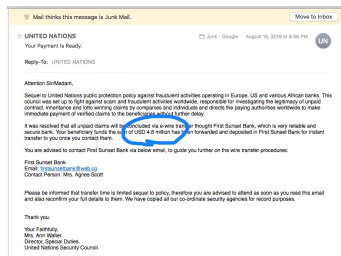 Mail thinks this message is Junk Mail.
Move to Inbox
UNITED NATIONS
Junk - Google August 15, 2018 at 9:56 PM
UN
Your Payment Is Ready.
Reply-To: UNITED NATIONS
Attention Sir/Madam,
Sequel to United Nations public protection policy against fraudulent activities operating in Europe, US and various African banks. This
council was set up to fight against scam and fraudulent activities worldwide, responsible for investigating the legitimacy of unpaid
contract, inheritance and lotto winning claims by companies and individuals and directs the paying authorities worldwide to make
immediate payment of verified claims to the beneficiaries without further delay.
It was resolved that all unpaid claims will be concluded via e-wire transfer thought First Sunset Bank, which is very reliable and
secure bank. Your beneficiary funds the sum of USD 4.8 million has been forwarded and deposited in First Sunset Bank for instant
transfer to you once you contact them.
You are advised to contact First Sunset Bank via below email, to guide you further on the wire transfer procedures:
First Sunset Bank.
Email: firstsunsetbank@web.cg
Contact Person: Mrs. Agnes Scott
Please be informed that transfer time is limited sequel to policy, therefore you are advised to attend as soon as you read this email
and also reconfirm your full details to them. We have copied all our co-ordinate security agencies for record purposes.
Thank you.
Your Faithfully,
Mrs. Ann Walter.
Director, Special Duties.
United Nations Security Council.